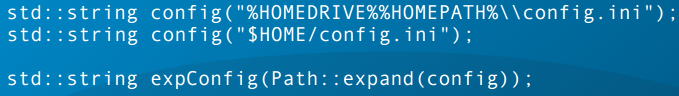 std::string config("%HOMEDRIVE%%HOMEPATH%\\config.ini");
std::string config("$HOME/config.ini");
std::string expConfig(Path::expand(config));